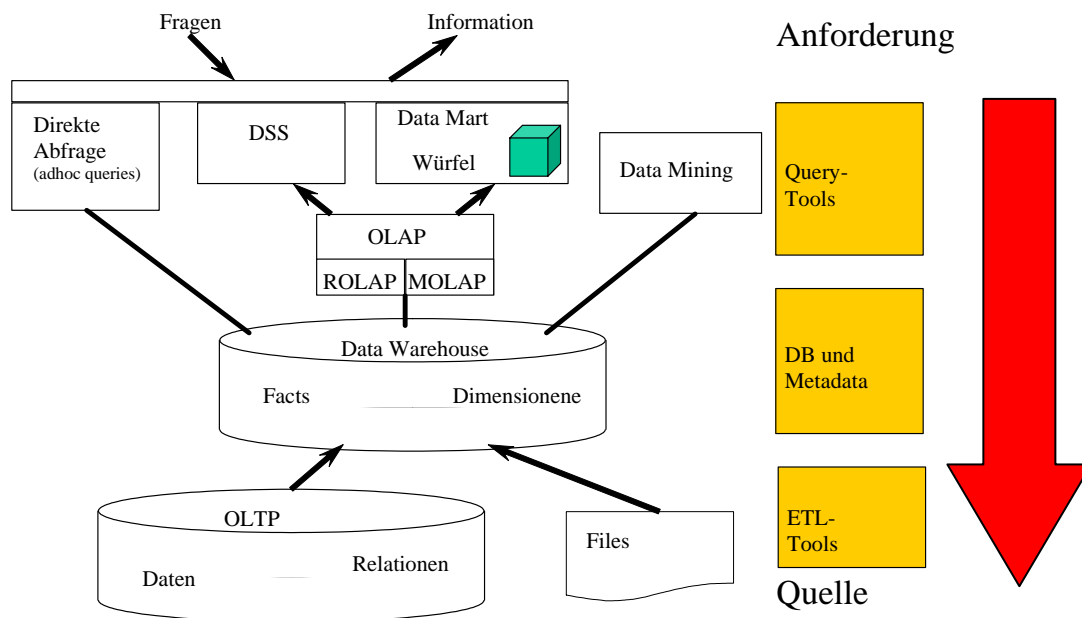 Fragen
Information
Anforderung
Direkte
Abfrage
(adhoc queries)
DSS
Data Mart
Würfel
Data Mining
Query-
Tools
OLAP
ROLAP
MOLAP
Data Warehouse
Facts
Dimensionene
DB und
Metadata
OLTP
Daten
Relationen
Files
ETL-
Tools
Quelle